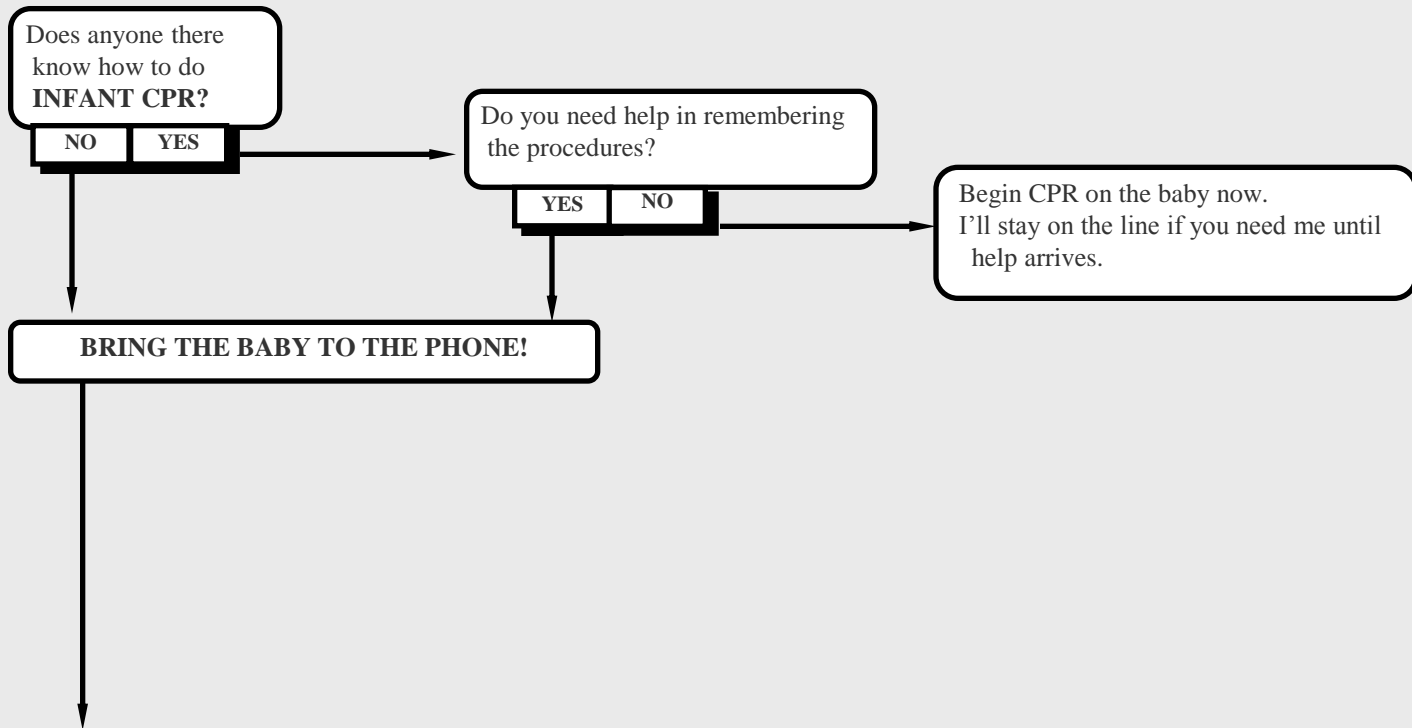 Does anyone there
know how to do
INFANT CPR?
NO YES
Do you need help in remembering
the procedures?
YES NO
Begin CPR on the baby now.
I’ll stay on the line if you need me until
help arrives.
BRING THE BABY TO THE PHONE!